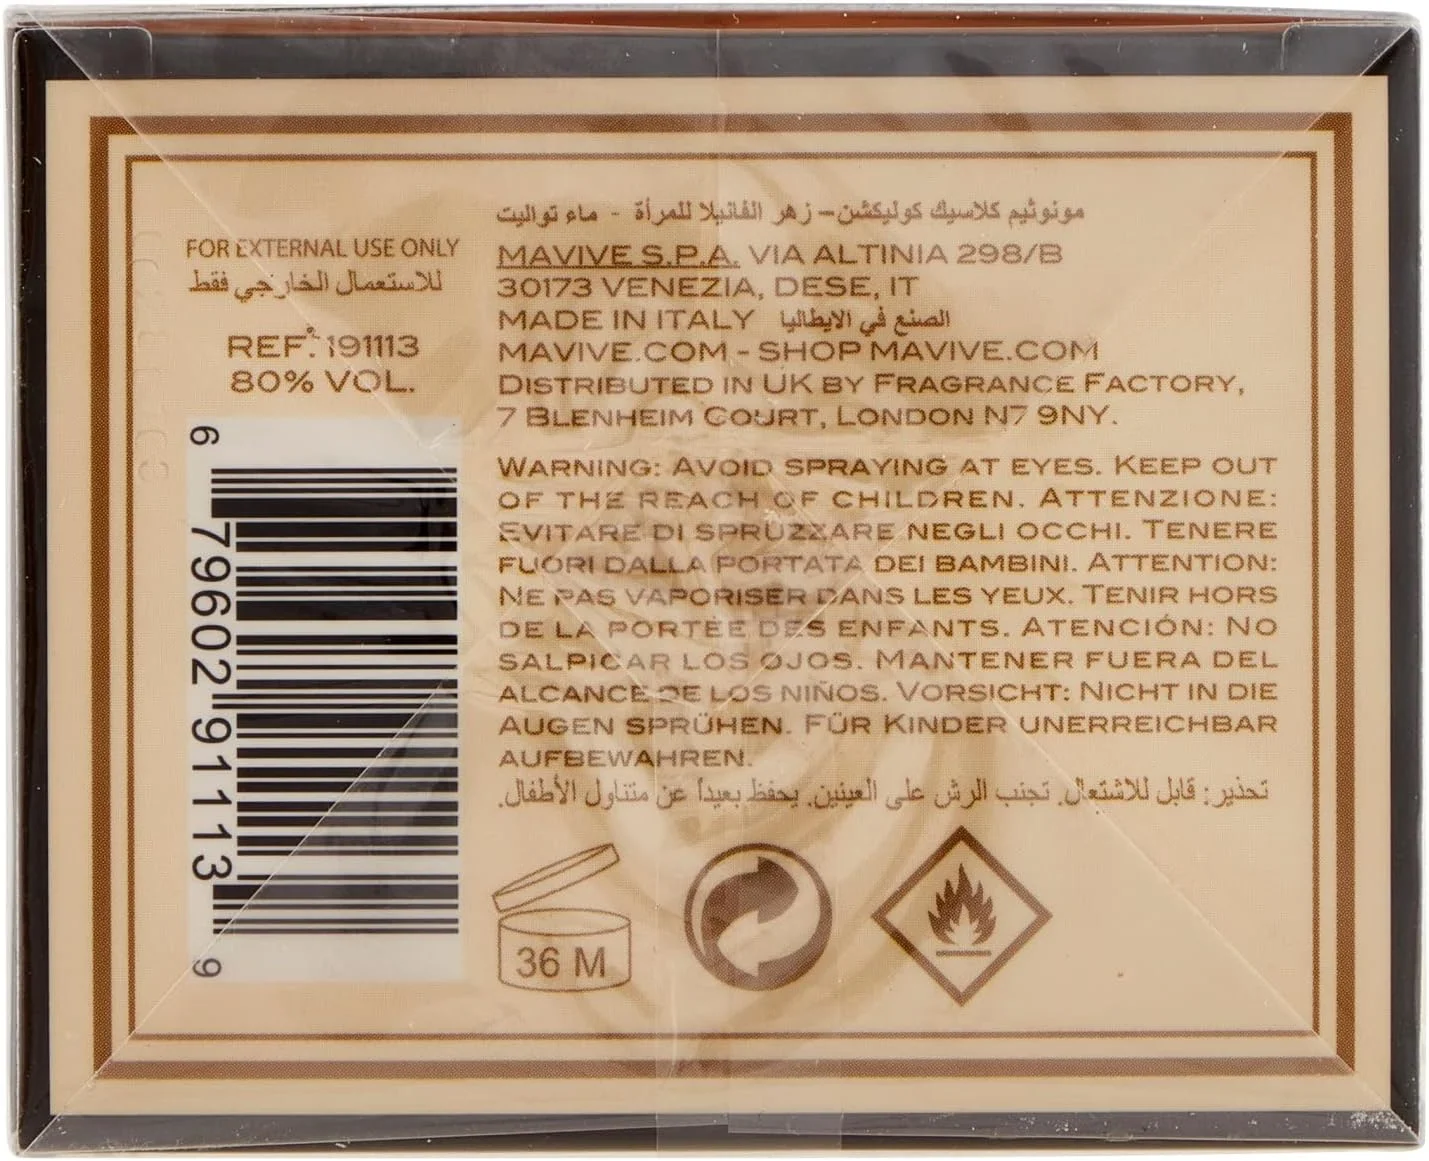 FOR EXTERNAL USE ONLY
للاستعمال الخارجي فقط
REF. 191113
80% VOL.
6 79602 91113 9
مونوثيم كلاسيك كوليكشن – زهر الفانيلا للمرأة - ماء تواليت
MAVIVE S.P.A. VIA ALTINIA 298/B
30173 VENEZIA, DESE, IT
MADE IN ITALY الصنع في الايطاليا
MAVIVE.COM - SHOP MAVIVE.COM
DISTRIBUTED IN UK BY FRAGRANCE FACTORY,
7 BLENHEIM COURT, LONDON N7 9NY.
WARNING: AVOID SPRAYING AT EYES. KEEP OUT
OF THE REACH OF CHILDREN. ATTENZIONE:
EVITARE DI SPRUZZARE NEGLI OCCHI. TENERE
FUORI DALLA PORTATA DEI BAMBINI. ATTENTION:
NE PAS VAPORISER DANS LES YEUX. TENIR HORS
DE LA PORTÉE DES ENFANTS. ATENCIÓN: NO
SALPICAR LOS OJOS. MANTENER FUERA DEL
ALCANCE DE LOS NIÑOS. VORSICHT: NICHT IN DIE
AUGEN SPRÜHEN. FÜR KINDER UNERREICHBAR
AUFBEWAHREN.
تحذير: قابل للاشتعال. تجنب الرش على العينين. يحفظ بعيداً عن متناول الأطفال.
36 M